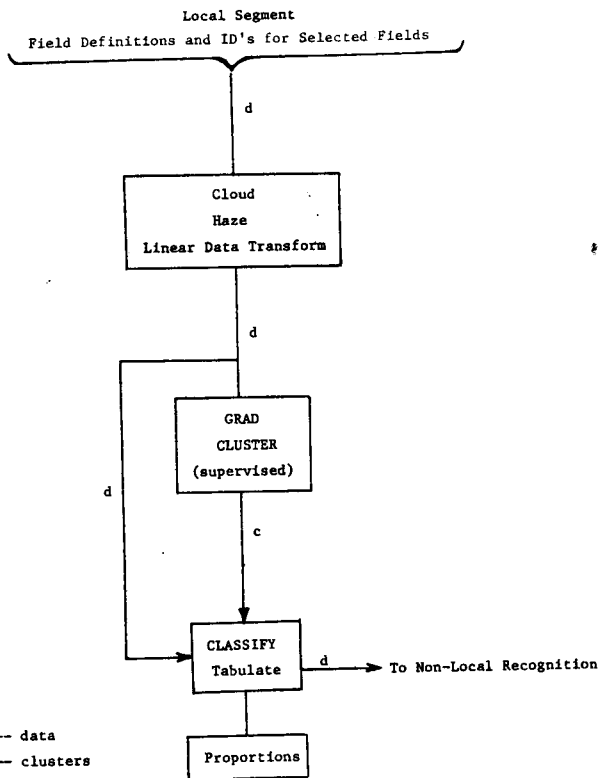 Local Segment
Field Definitions and ID's for Selected Fields
d
Cloud
Haze
Linear Data Transform
d
GRAD
CLUSTER
(supervised)
d
c
CLASSIFY
Tabulate
d
To Non-Local Recognition
-- data
Proportions
— clusters